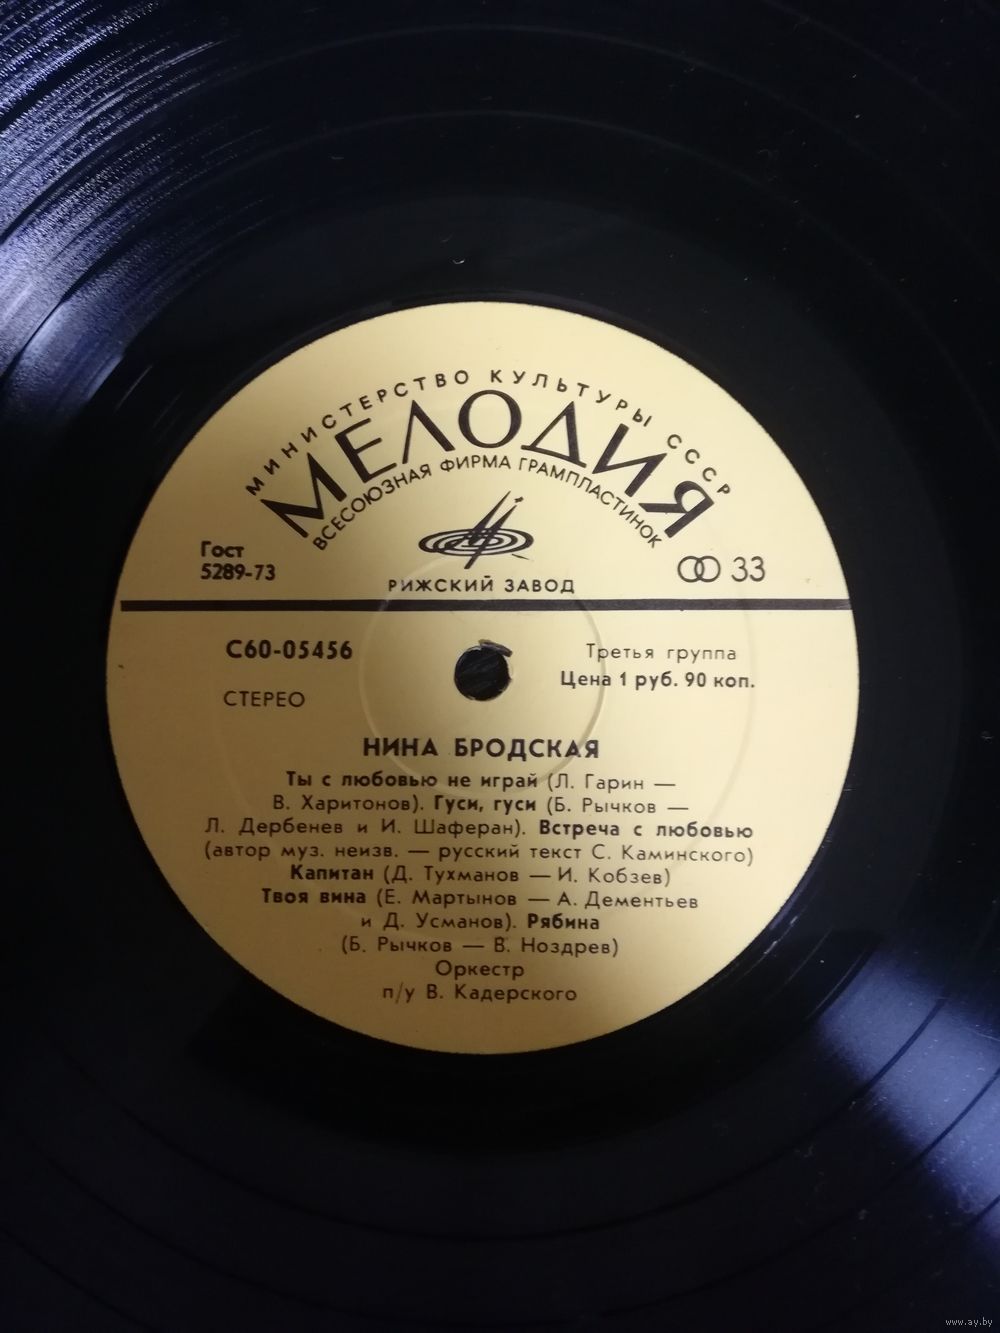 МИНИСТЕРСТВО КУЛЬТУРЫ СССР
МЕЛОДИЯ
ВСЕСОЮЗНАЯ ФИРМА ГРАМПЛАСТИНОК
Гост
5289-73
РИЖСКИЙ ЗАВОД
33
С60-05456
СТЕРЕО
Третья группа
Цена 1 руб. 90 коп.
НИНА БРОДСКАЯ
Ты с любовью не играй (Л. Гарин —
В. Харитонов). Гуси, гуси (Б. Рычков —
Л. Дербенев и И. Шаферан). Встреча с любовью
(автор муз. неизв. — русский текст С. Каминского)
Капитан (Д. Тухманов — И. Кобзев)
Твоя вина (Е. Мартынов — А. Дементьев
и Д. Усманов). Рябина
(Б. Рычков — В. Ноздрев)
Оркестр
п/у В. Кадерского
www.ay.by